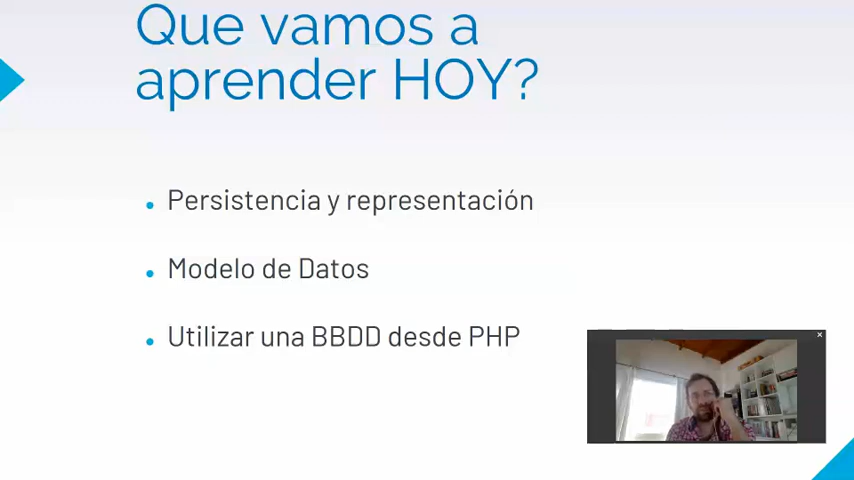 Que vamos a
aprender HOY?
Persistencia y representación
Modelo de Datos
Utilizar una BBDD desde PHP